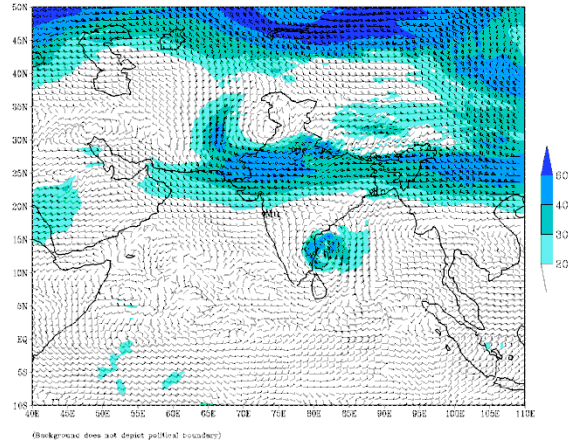 50N
45N
40N
35N
30N
25N
20N
15N
10N
5N
EQ
5S
10S
40E 45E 50E 55E 60E 65E 70E 75E 80E 85E 90E 95E 100E 105E 110E
60
40
30
20
(Background does not depict political boundary)